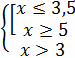 x ≤ 3,5
x ≥ 5
x > 3